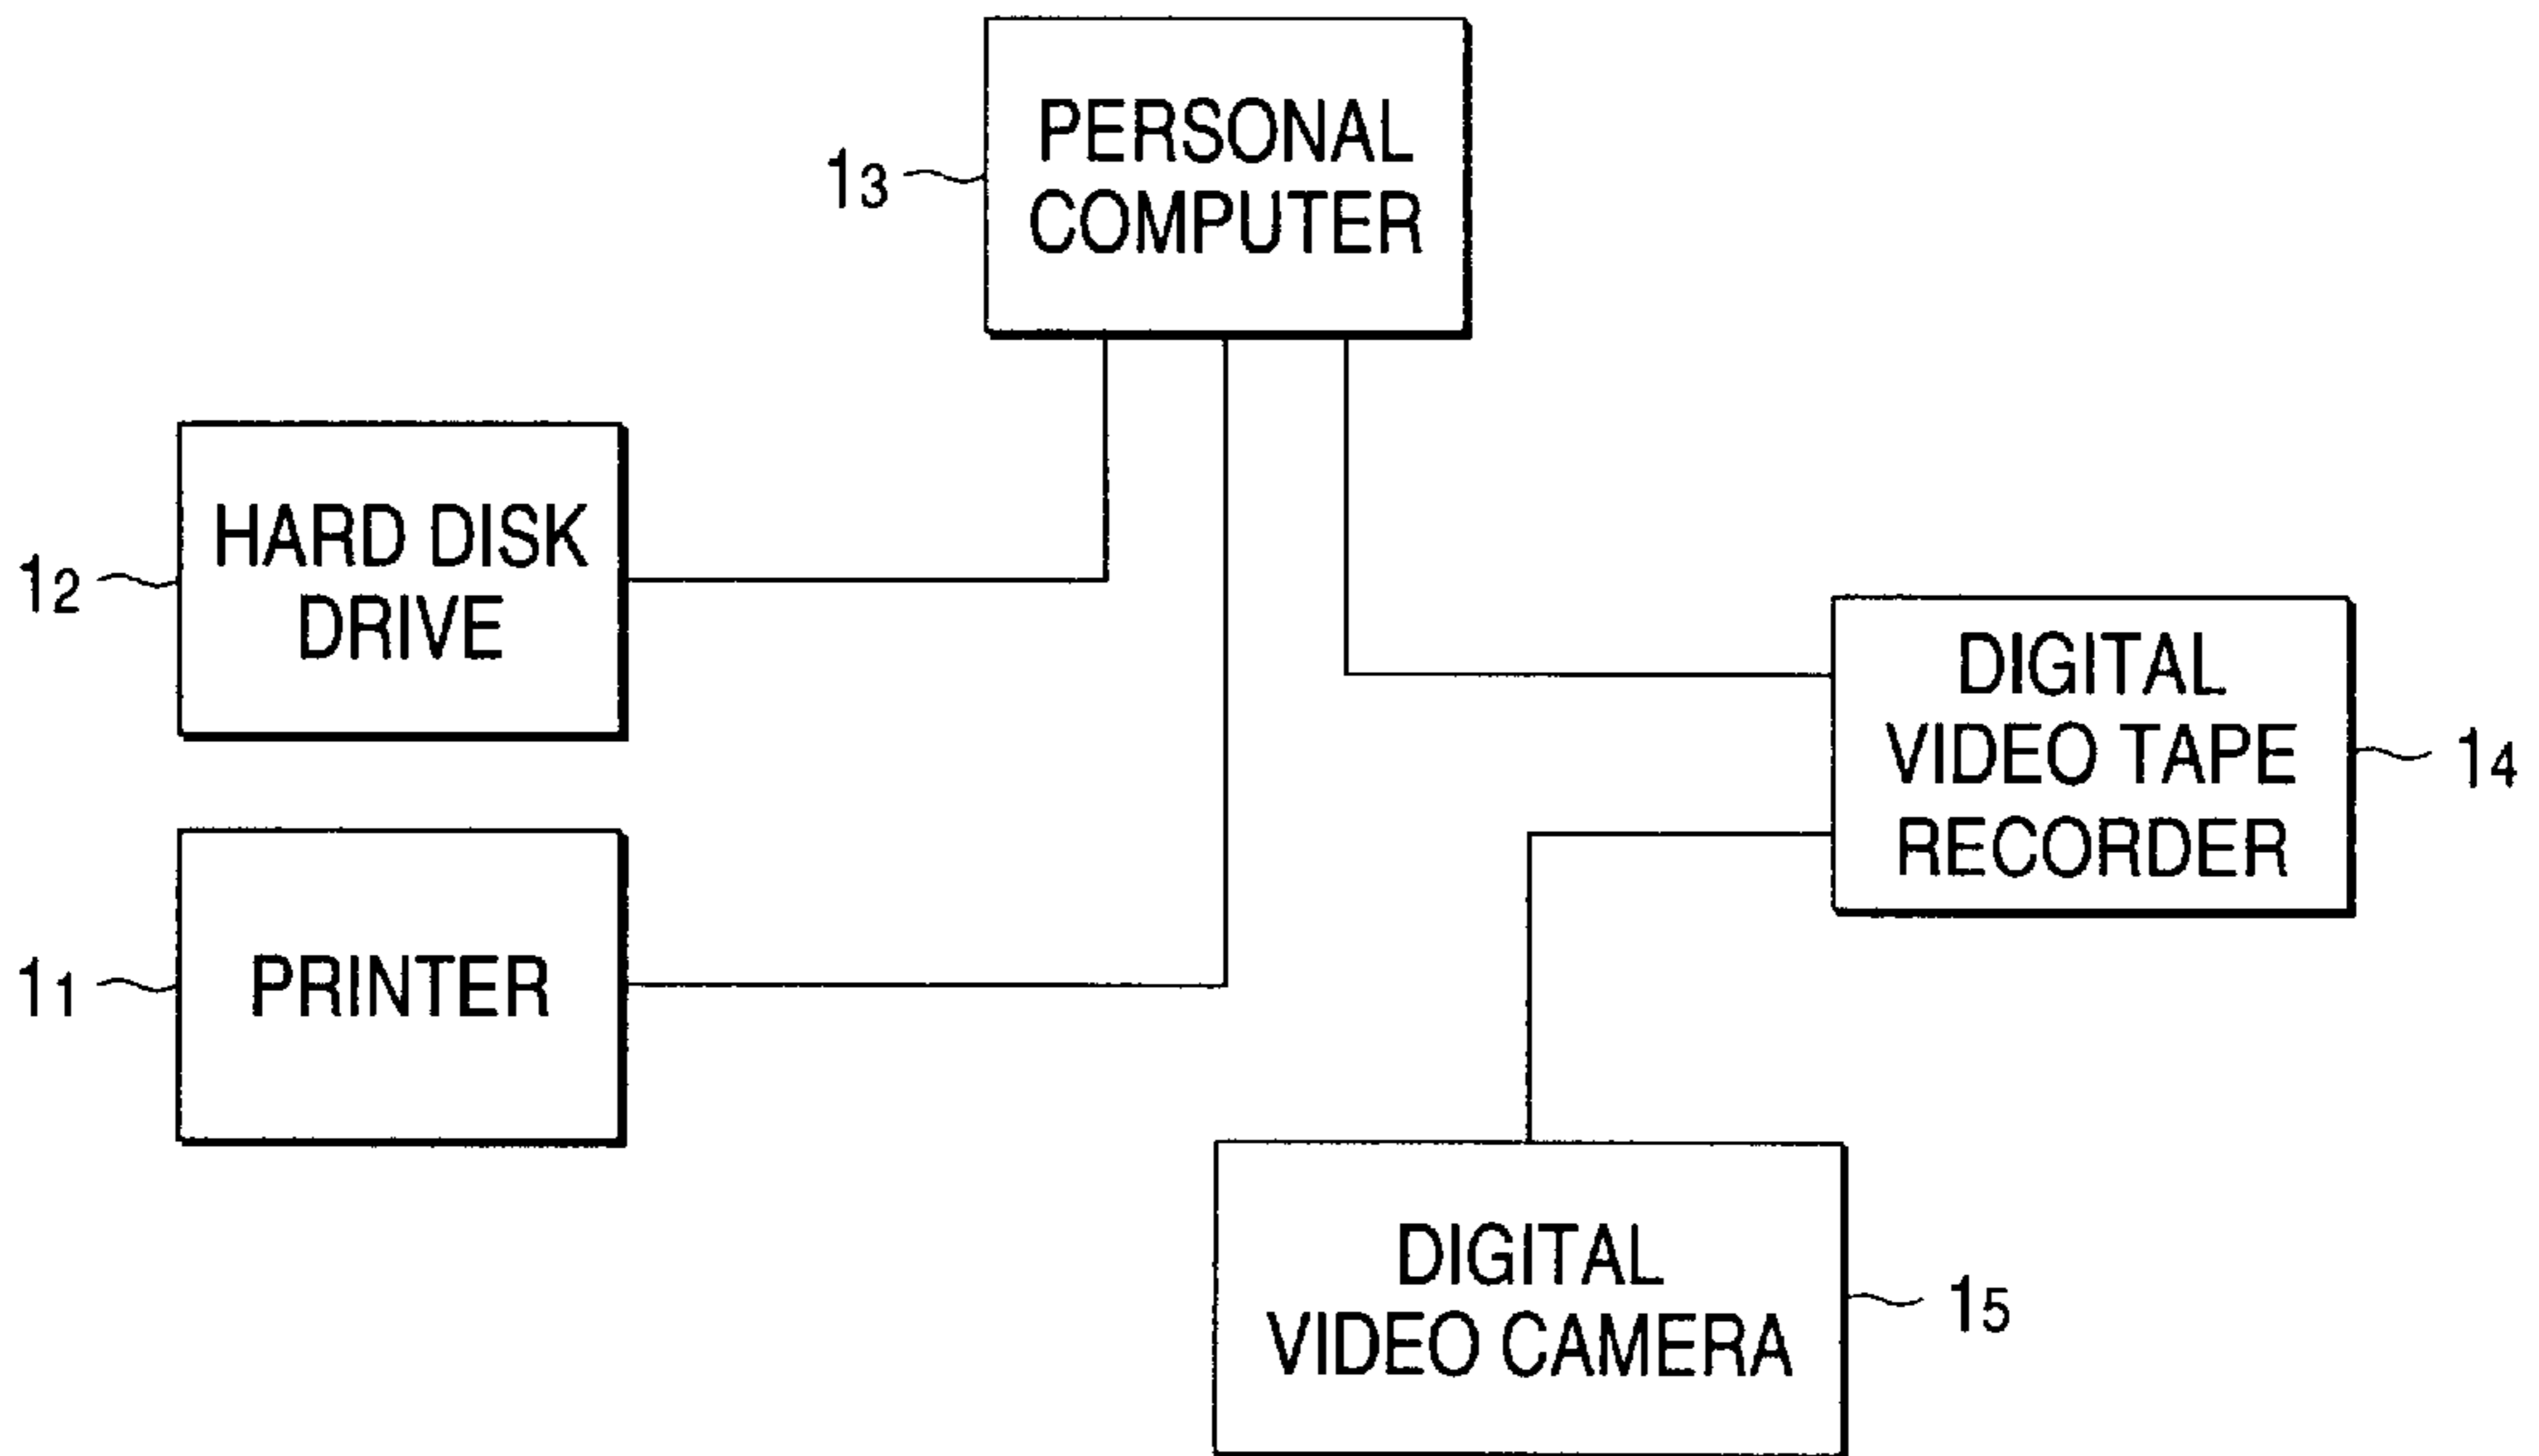 PERSONAL
COMPUTER
13
HARD DISK
DRIVE
12
DIGITAL
VIDEO TAPE
RECORDER
14
PRINTER
11
DIGITAL
VIDEO CAMERA
15